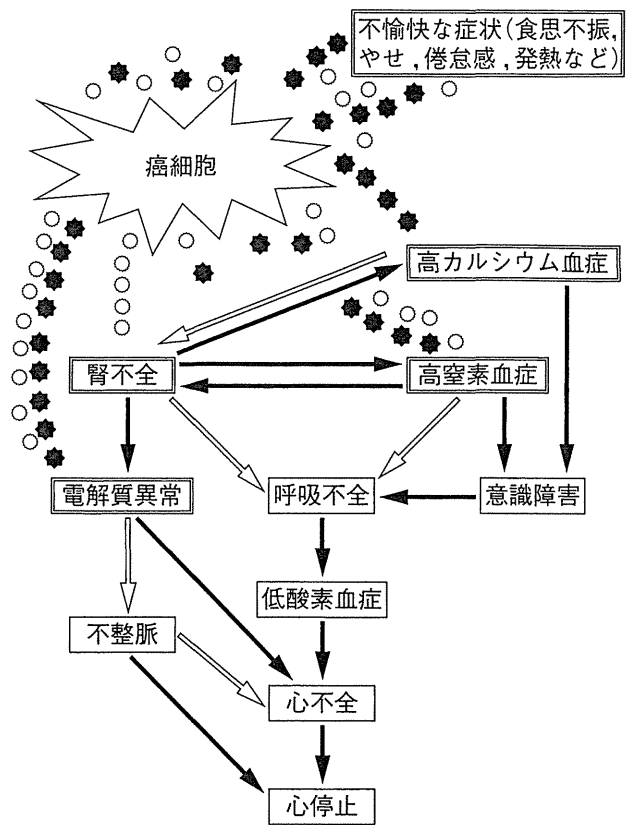 不愉快な症状(食思不振,
やせ,倦怠感,発熱など)
癌細胞
高カルシウム血症
腎不全
高窒素血症
電解質異常
呼吸不全
意識障害
低酸素血症
不整脈
心不全
心停止